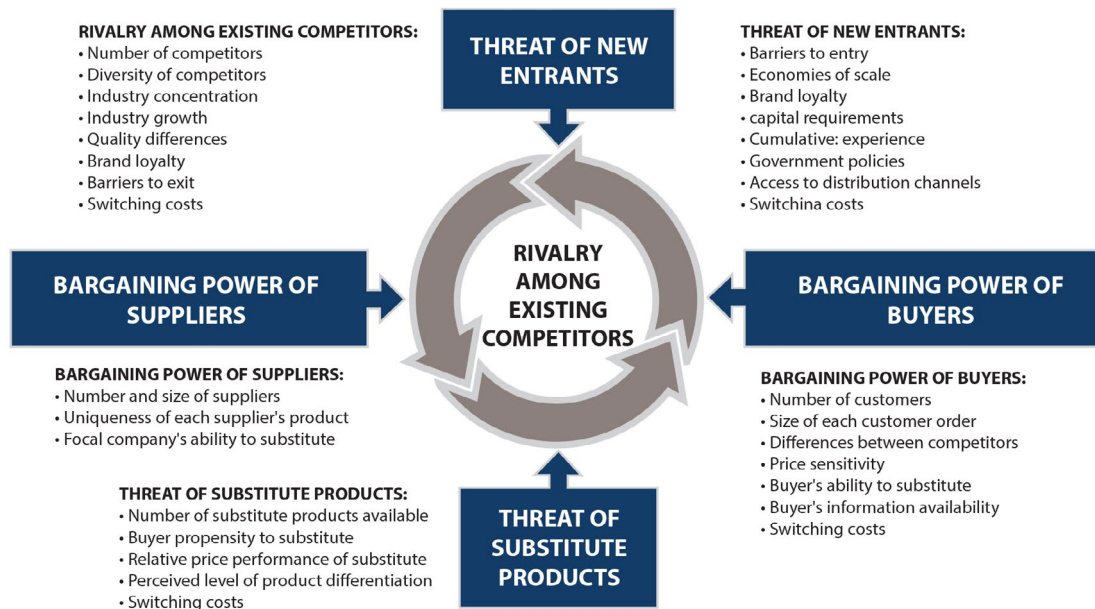 RIVALRY AMONG EXISTING COMPETITORS:
• Number of competitors
• Diversity of competitors
• Industry concentration
• Industry growth
• Quality differences
• Brand loyalty
• Barriers to exit
• Switching costs
THREAT OF NEW
ENTRANTS
THREAT OF NEW ENTRANTS:
• Barriers to entry
• Economies of scale
• Brand loyalty
• capital requirements
• Cumulative: experience
• Government policies
• Access to distribution channels
• Switchina costs
BARGAINING POWER OF
SUPPLIERS
RIVALRY
AMONG
EXISTING
COMPETITORS
BARGAINING POWER OF
BUYERS
BARGAINING POWER OF SUPPLIERS:
• Number and size of suppliers
• Uniqueness of each supplier's product
• Focal company's ability to substitute
BARGAINING POWER OF BUYERS:
• Number of customers
• Size of each customer order
• Differences between competitors
• Price sensitivity
• Buyer's ability to substitute
• Buyer's information availability
• Switching costs
THREAT OF SUBSTITUTE PRODUCTS:
• Number of substitute products available
• Buyer propensity to substitute
• Relative price performance of substitute
• Perceived level of product differentiation
• Switching costs
THREAT OF
SUBSTITUTE
PRODUCTS